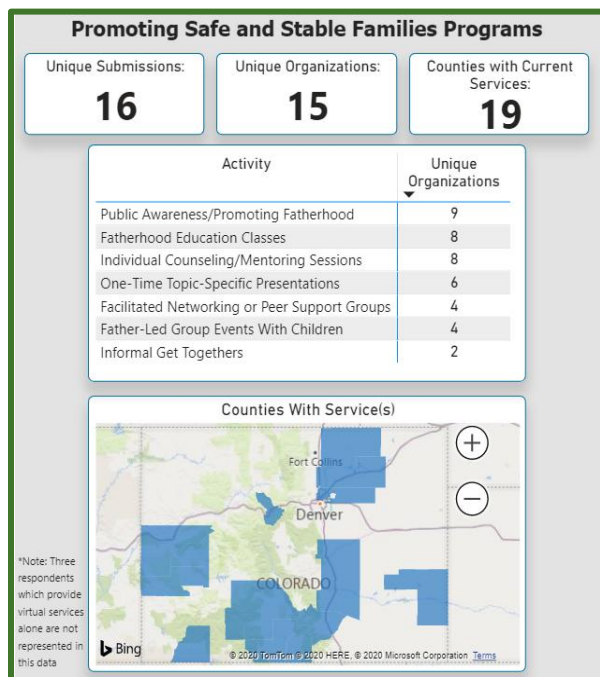 Promoting Safe and Stable Families Programs
Unique Submissions:
16
Unique Organizations:
15
Counties with Current
Services:
19
Activity
Unique
Organizations
Public Awareness/Promoting Fatherhood 9
Fatherhood Education Classes 8
Individual Counseling/Mentoring Sessions 8
One-Time Topic-Specific Presentations 6
Facilitated Networking or Peer Support Groups 4
Father-Led Group Events With Children 4
Informal Get Togethers 2
Counties With Service(s)
Fort Collins
Denver
COLORADO
*Note: Three
respondents
which provide
virtual services
alone are not
represented in
this data
Bing
© 2020 TomTom © 2020 HERE, © 2020 Microsoft Corporation Terms